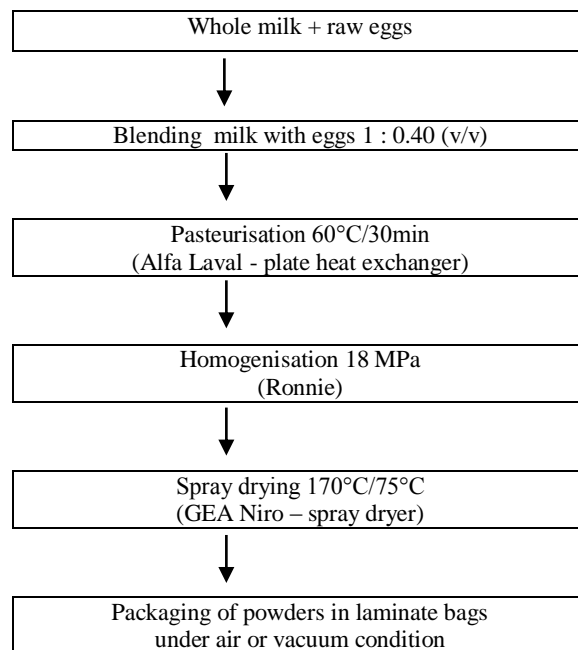 Whole milk + raw eggs
Blending milk with eggs 1 : 0.40 (v/v)
Pasteurisation 60°C/30min
(Alfa Laval - plate heat exchanger)
Homogenisation 18 MPa
(Ronnie)
Spray drying 170°C/75°C
(GEA Niro – spray dryer)
Packaging of powders in laminate bags
under air or vacuum condition